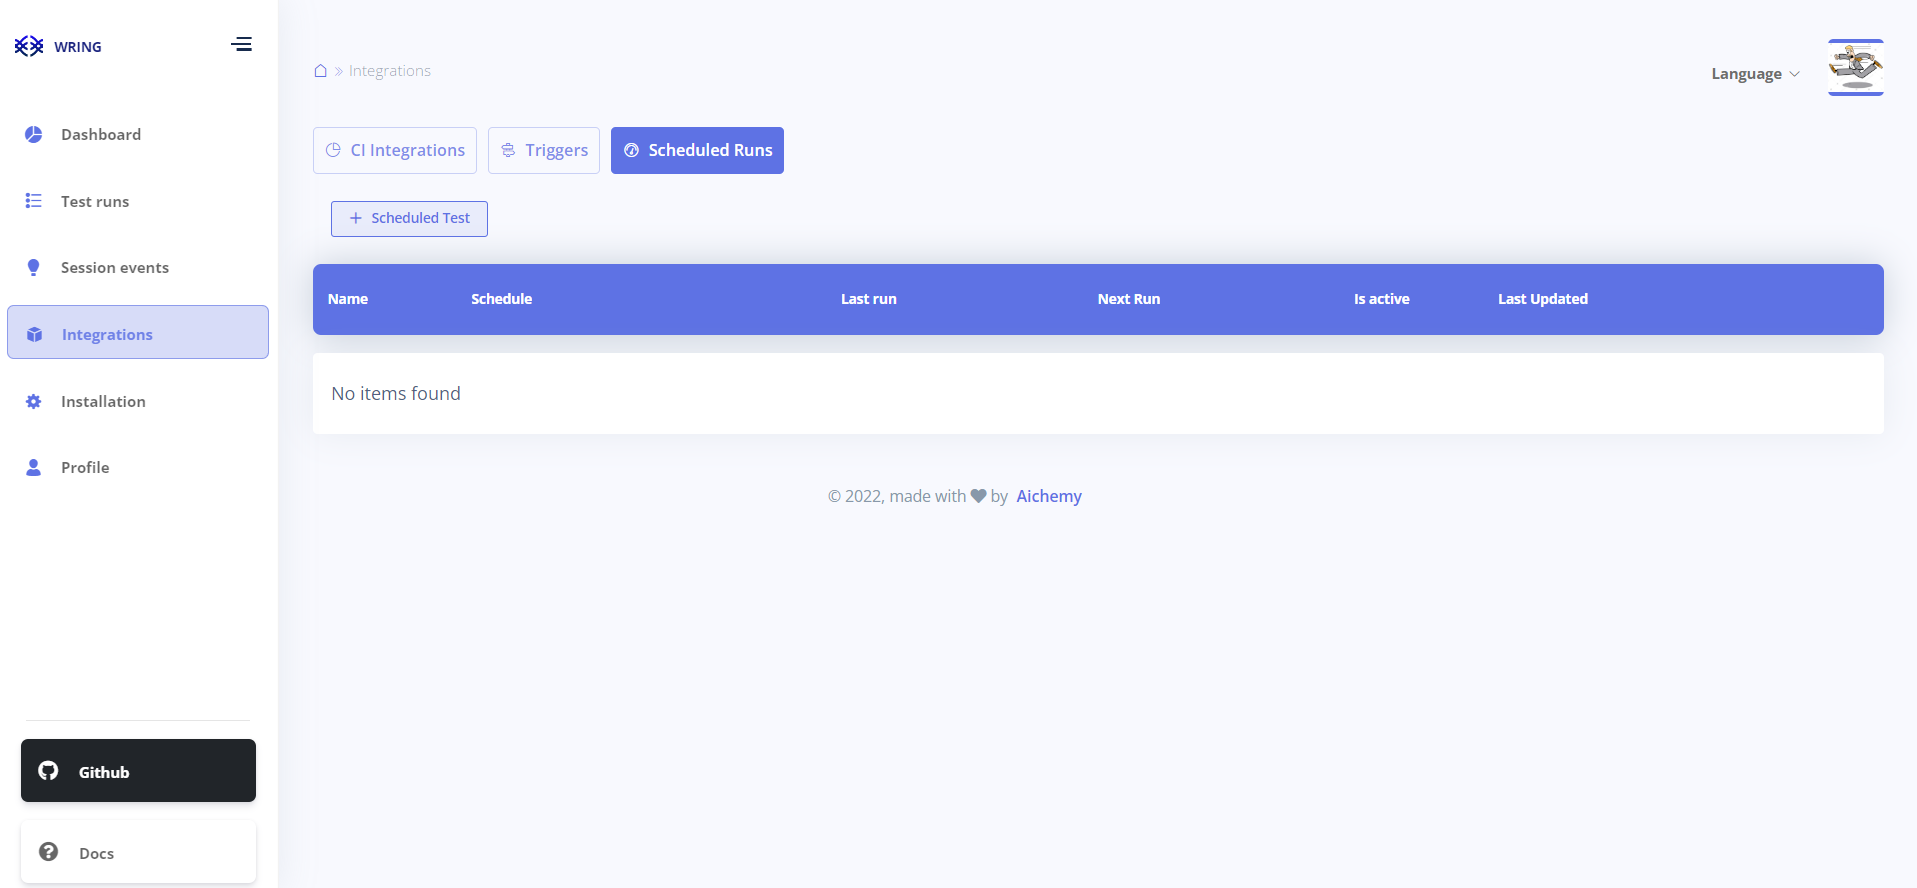 WRING
Dashboard
Test runs
Session events
Integrations
Installation
Profile
Github
Docs
Integrations
Language
CI Integrations
Triggers
Scheduled Runs
+ Scheduled Test
Name Schedule Last run Next Run Is active Last Updated
No items found
© 2022, made with by Aichemy